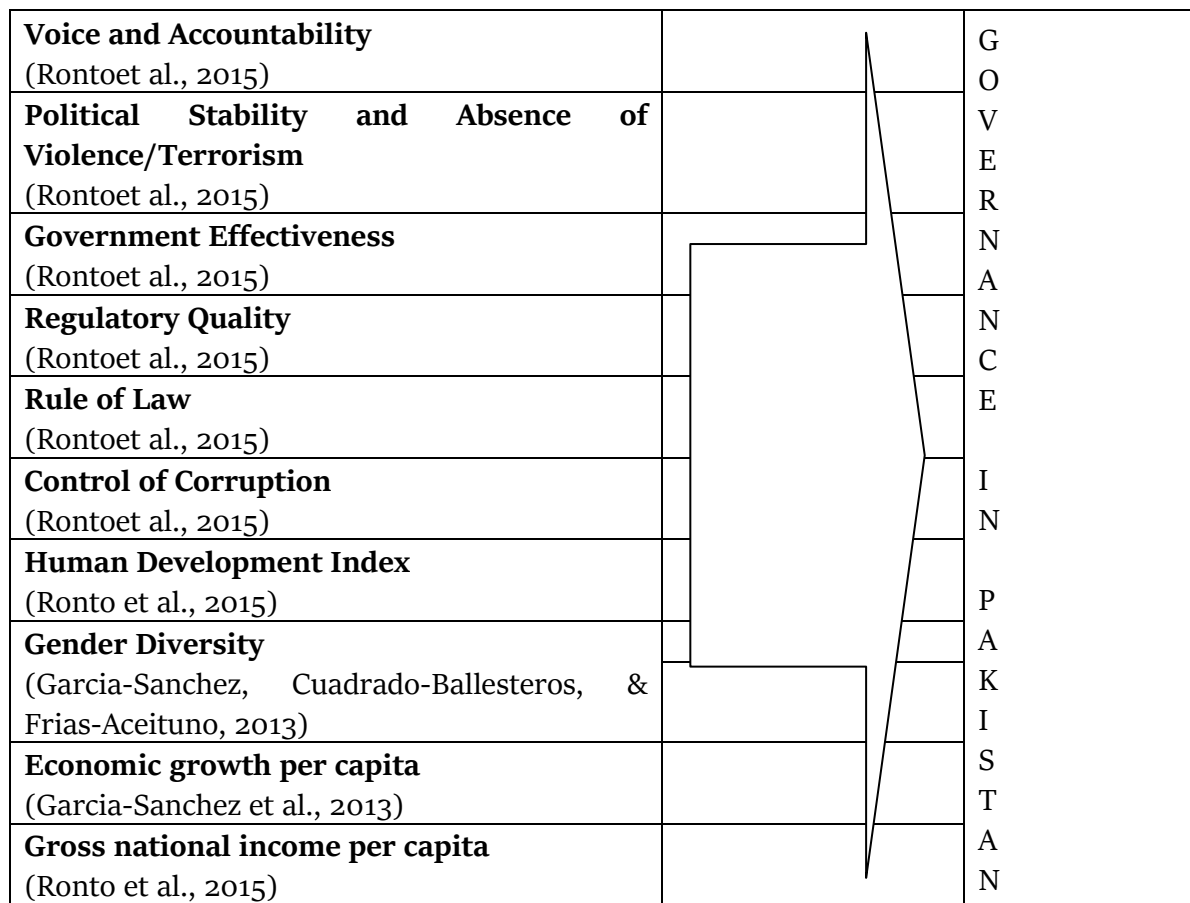 Voice and Accountability
(Rontoet al., 2015)
Political Stability and Absence of
Violence/Terrorism
(Rontoet al., 2015)
Government Effectiveness
(Rontoet al., 2015)
Regulatory Quality
(Rontoet al., 2015)
Rule of Law
(Rontoet al., 2015)
Control of Corruption
(Rontoet al., 2015)
Human Development Index
(Ronto et al., 2015)
Gender Diversity
(Garcia-Sanchez, Cuadrado-Ballesteros, &
Frias-Aceituno, 2013)
Economic growth per capita
(Garcia-Sanchez et al., 2013)
Gross national income per capita
(Ronto et al., 2015)
G
O
V
E
R
N
A
N
C
E
I
N
P
A
K
I
S
T
A
N